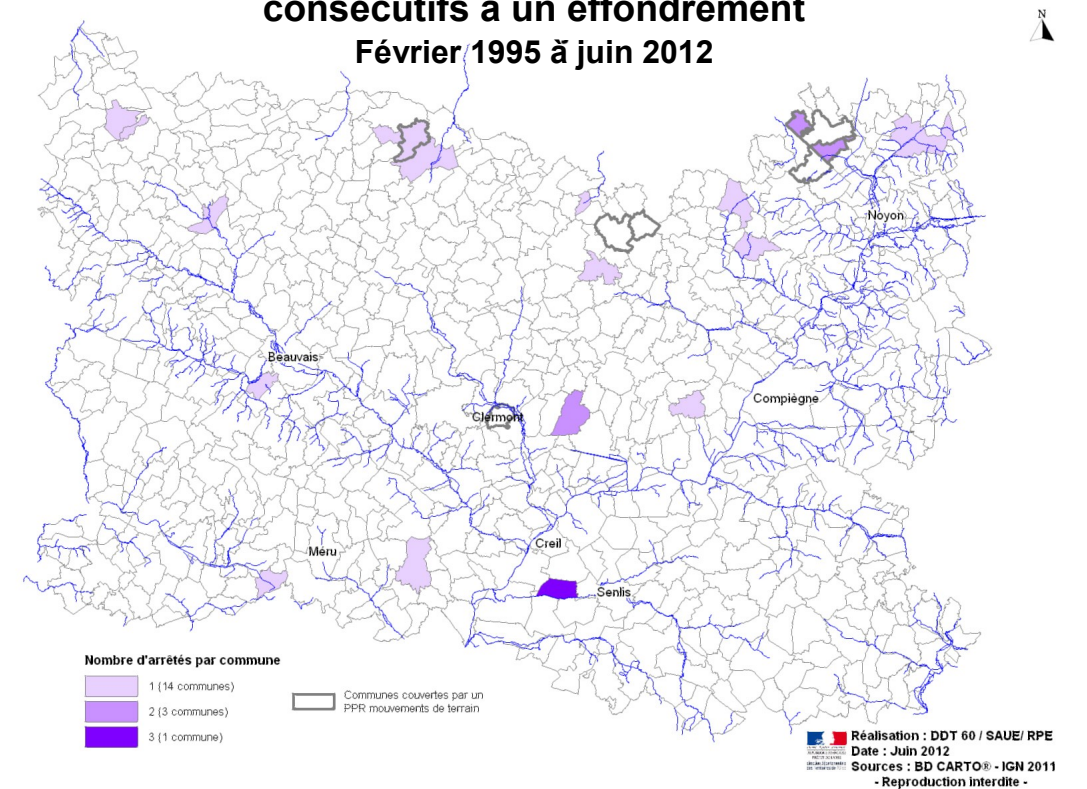 consécutifs à un effondrement
Février 1995 à juin 2012
N
Noyon
Beauvais
Compiègne
Clermont
Creil
Méru
Senlis
Nombre d'arrêtés par commune
1 (14 communes)
2 (3 communes)
3 (1 commune)
Communes couvertes par un
PPR mouvements de terrain
Réalisation : DDT 60 / SAUE/ RPE
Date : Juin 2012
Sources : BD CARTO® - IGN 2011
- Reproduction interdite -